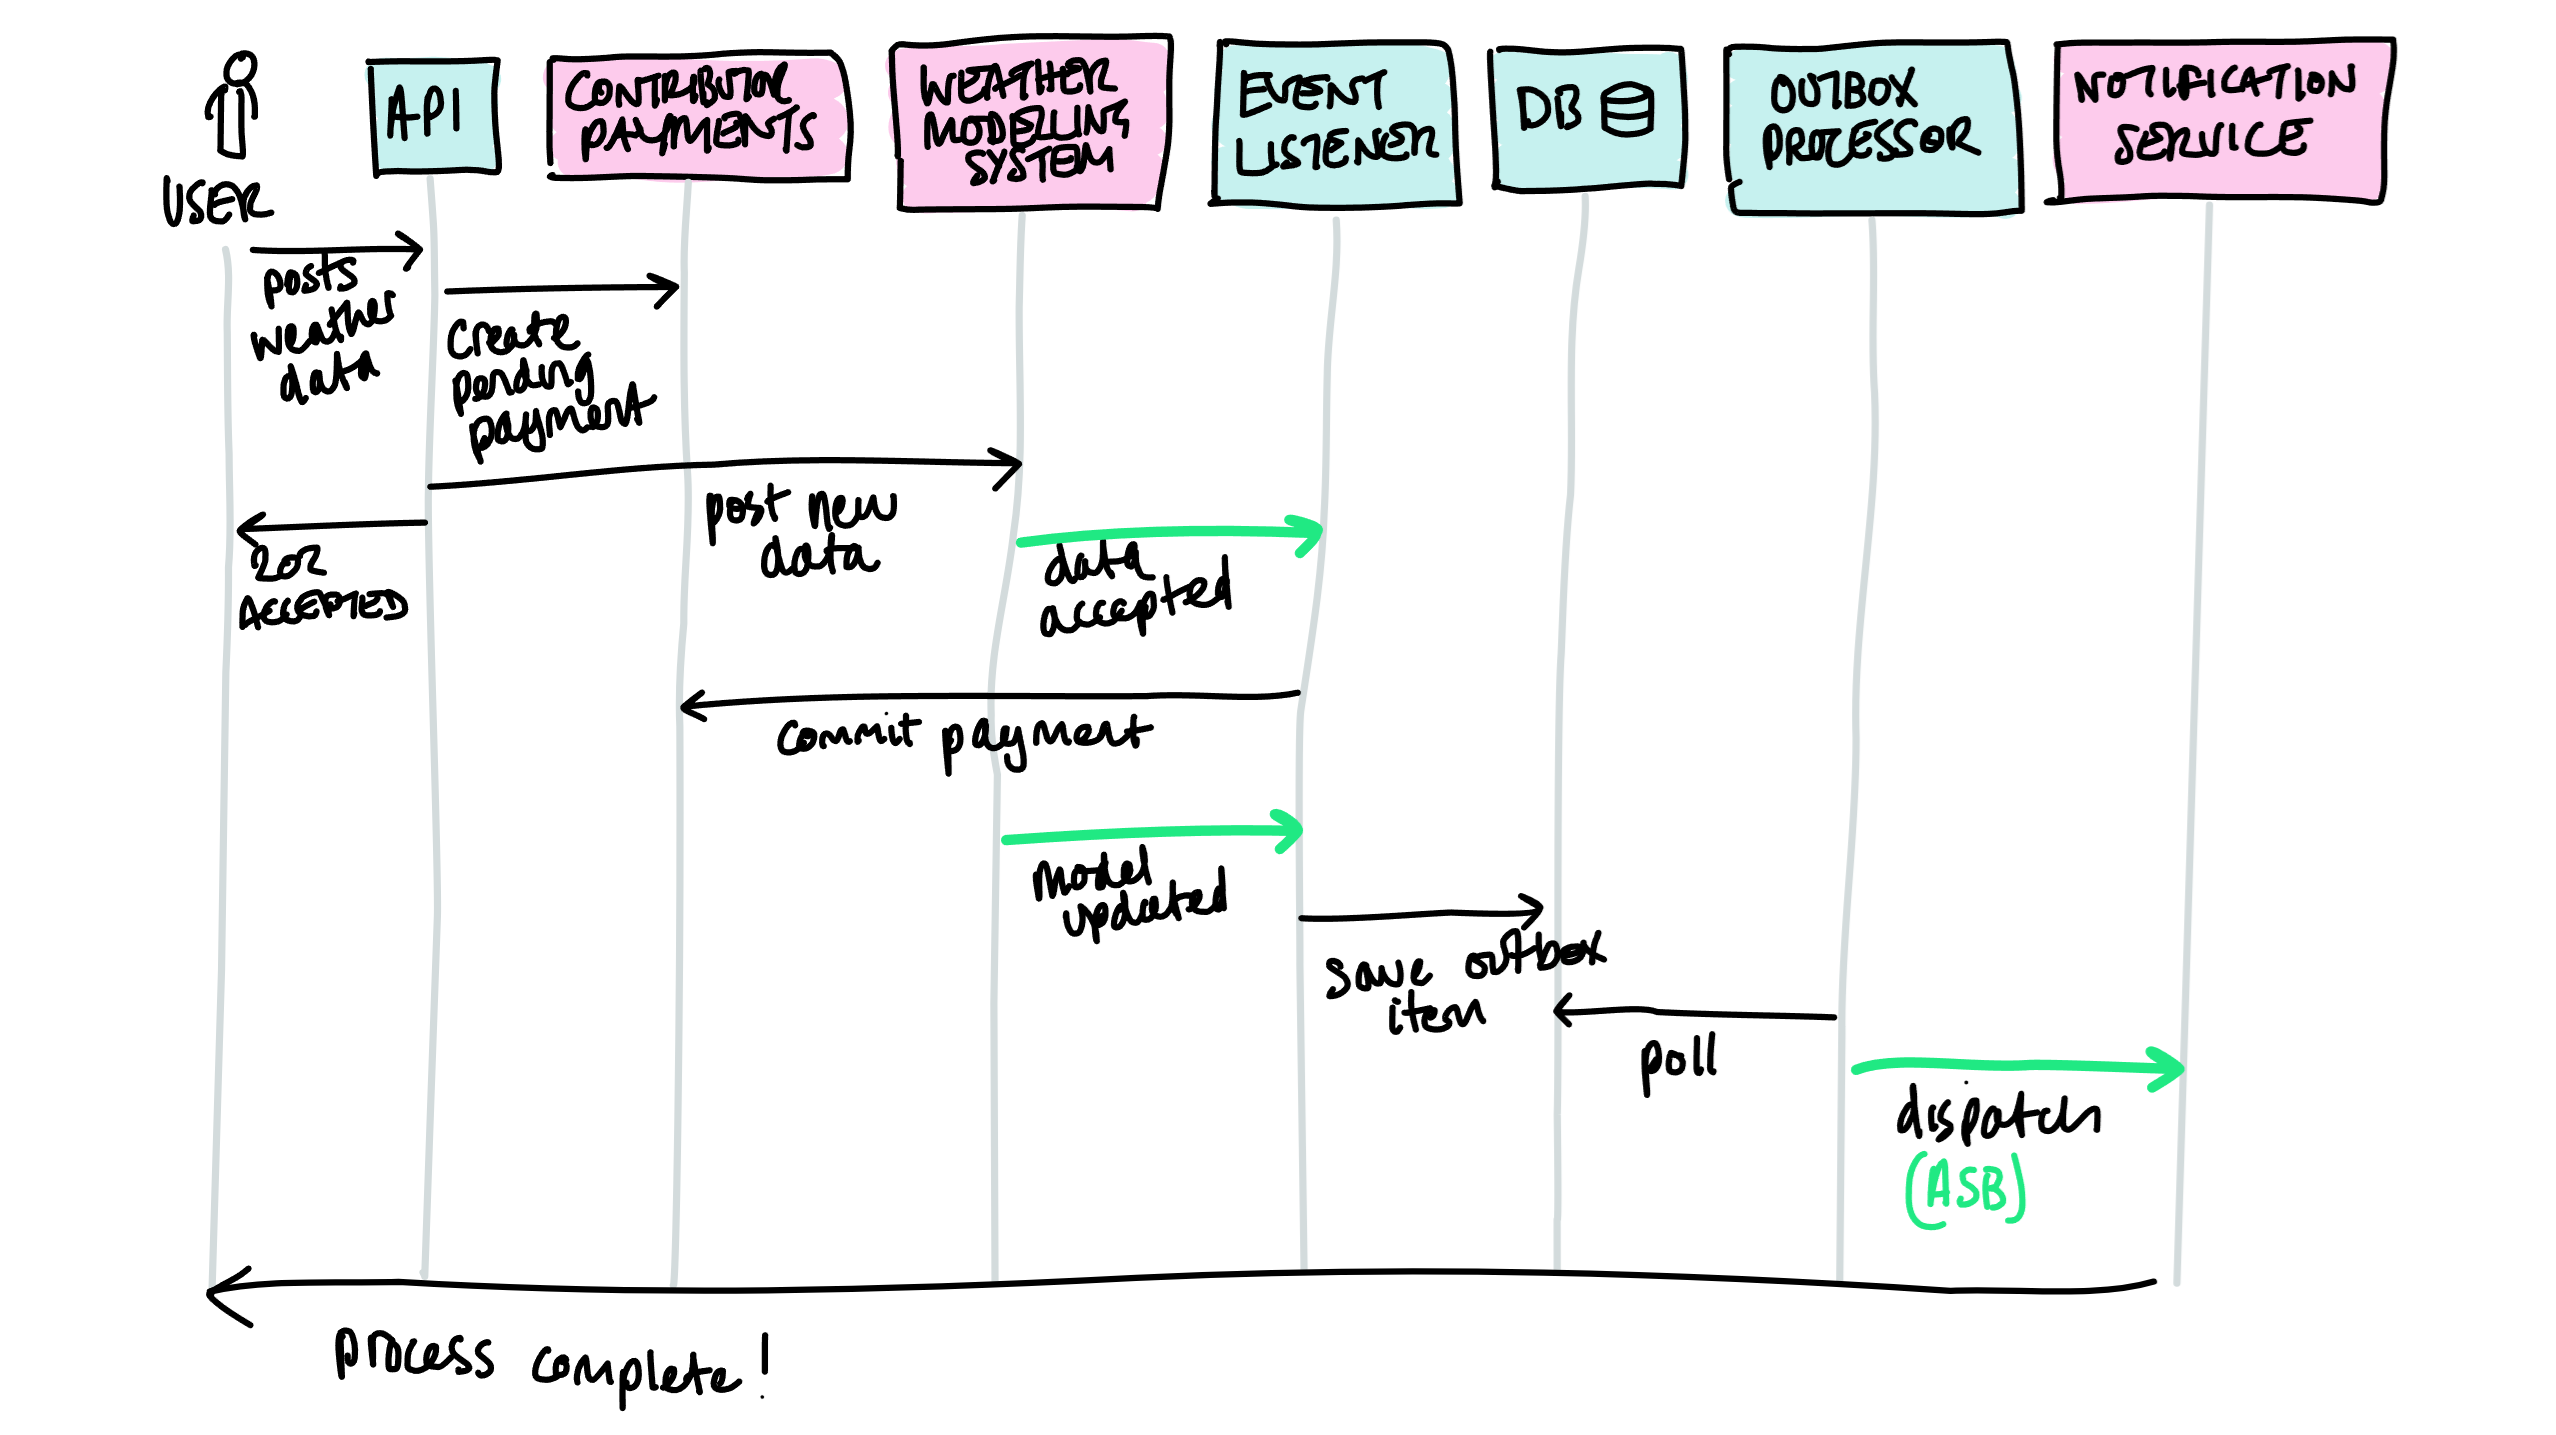 USER
API
CONTRIBUTOR
PAYMENTS
WEATHER
MODELLING
SYSTEM
EVENT
LISTENER
DB
OUTBOX
PROCESSOR
NOTIFICATION
SERVICE
posts
weather
data
create
pending
payment
post new
data
202
ACCEPTED
data
accepted
commit payment
model
updated
save outbox
item
poll
dispatch
(ASB)
process complete!